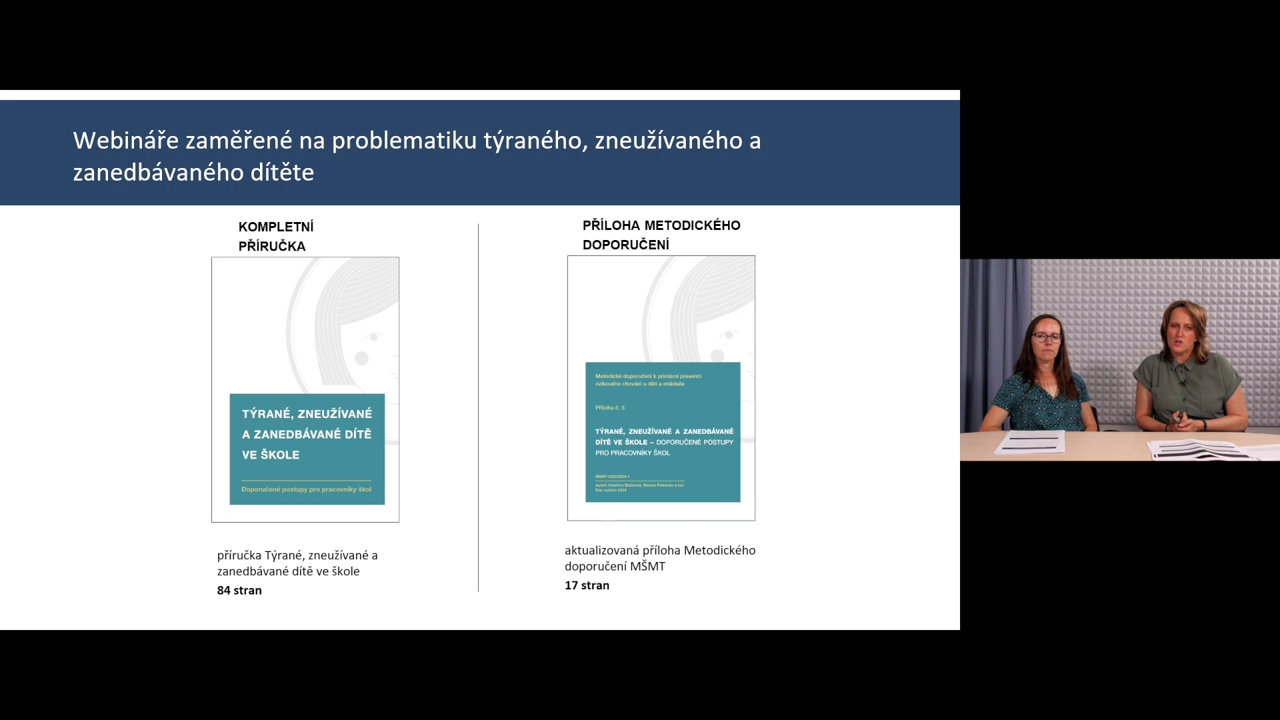 Webináře zaměřené na problematiku týraného, zneužívaného a
zanedbávaného dítěte
KOMPLETNÍ
PŘÍRUČKA
TÝRANÉ, ZNEUŽÍVANÉ
A ZANEDBÁVANÉ DÍTĚ
VE ŠKOLE
Doporučené postupy pro pracovníky škol
příručka Týrané, zneužívané a
zanedbávané dítě ve škole
84 stran
PŘÍLOHA METODICKÉHO
DOPORUČENÍ
Metodické doporučení k primární prevenci
rizikového chování u dětí a mládeže
Příloha č. 5
TÝRANÉ, ZNEUŽÍVANÉ A ZANEDBÁVANÉ
DÍTĚ VE ŠKOLE – DOPORUČENÉ POSTUPY
PRO PRACOVNÍKY ŠKOL
aktualizovaná příloha Metodického
doporučení MŠMT
17 stran